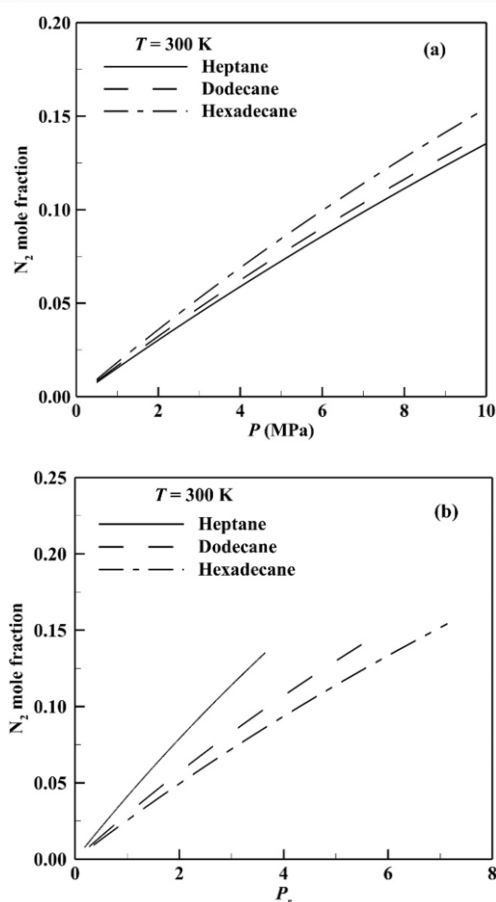 0.20
T = 300 K
(a)
Heptane
Dodecane
Hexadecane
0.15
0.10
0.05
0.00
N₂ mole fraction
0 2 4 6 8 10
P (MPa)
0.25
T = 300 K
(b)
Heptane
Dodecane
Hexadecane
0.20
0.15
0.10
0.05
0.00
N₂ mole fraction
0 2 4 6 8
P